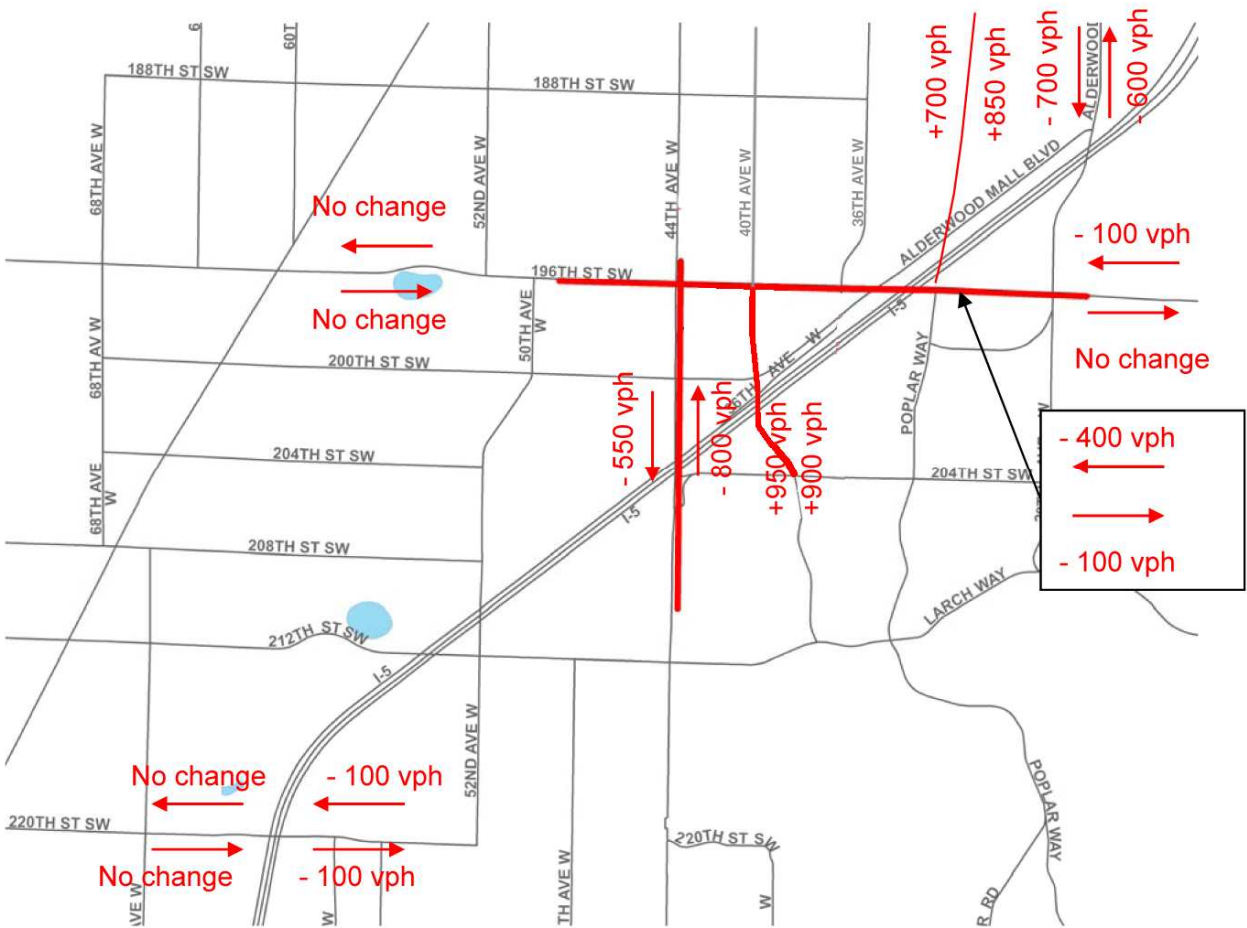 6
60T
188TH ST SW
188TH ST SW
68TH AVE W
52ND AVE W
44TH AVE W
40TH AVE W
36TH AVE W
+700 vph
+850 vph
- 700 vph
ALDERWOOD
- 600 vph
ALDERWOOD MALL BLVD
No change
No change
196TH ST SW
- 100 vph
No change
I-5
68TH AV W
50TH AVE
W
200TH ST SW
POPLAR WAY
AVE W
- 550 vph
- 800 vph
+950 vph
+900 vph
- 400 vph
- 100 vph
68TH AVE
W
204TH ST SW
204TH ST SW
I-5
208TH ST SW
LARCH WAY
212TH ST SW
I-5
52ND AVE W
POPLAR WAY
No change
- 100 vph
220TH ST SW
No change
- 100 vph
220TH ST SW
VE W
W
TH AVE W
W
R RD